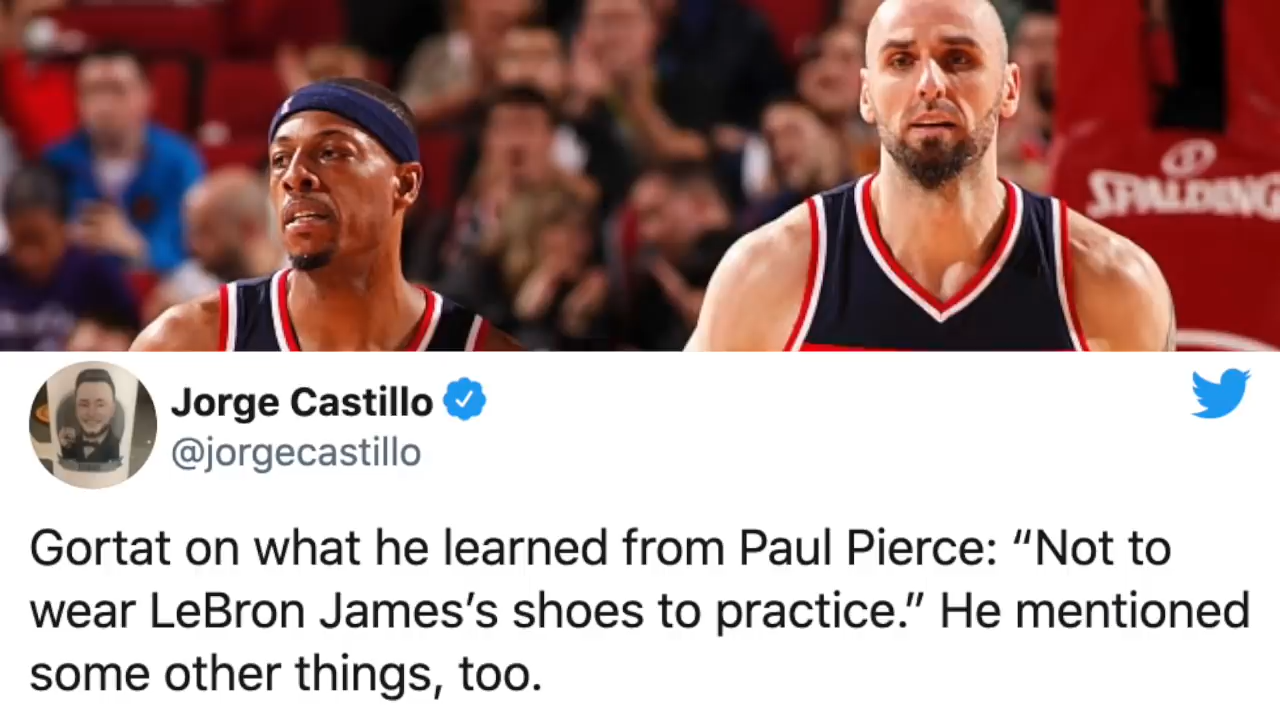 SPALDING
Jorge Castillo
@jorgecastillo
Gortat on what he learned from Paul Pierce: “Not to
wear LeBron James’s shoes to practice.” He mentioned
some other things, too.